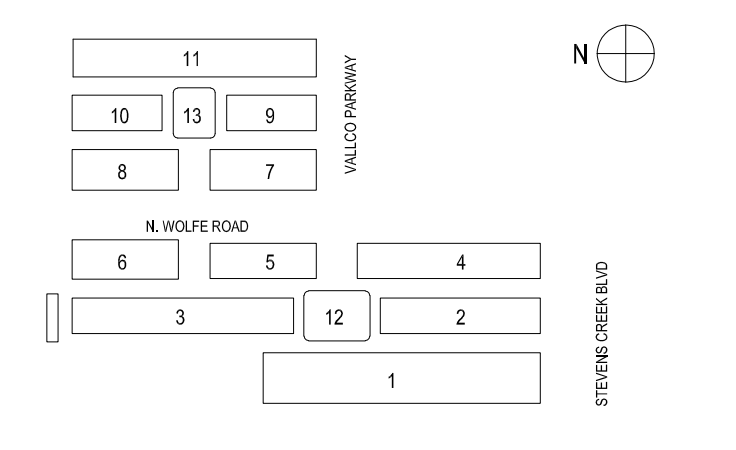 N
11
10 13 9
8 7
VALLCO PARKWAY
N. WOLFE ROAD
6 5 4
3 12 2
1
STEVENS CREEK BLVD